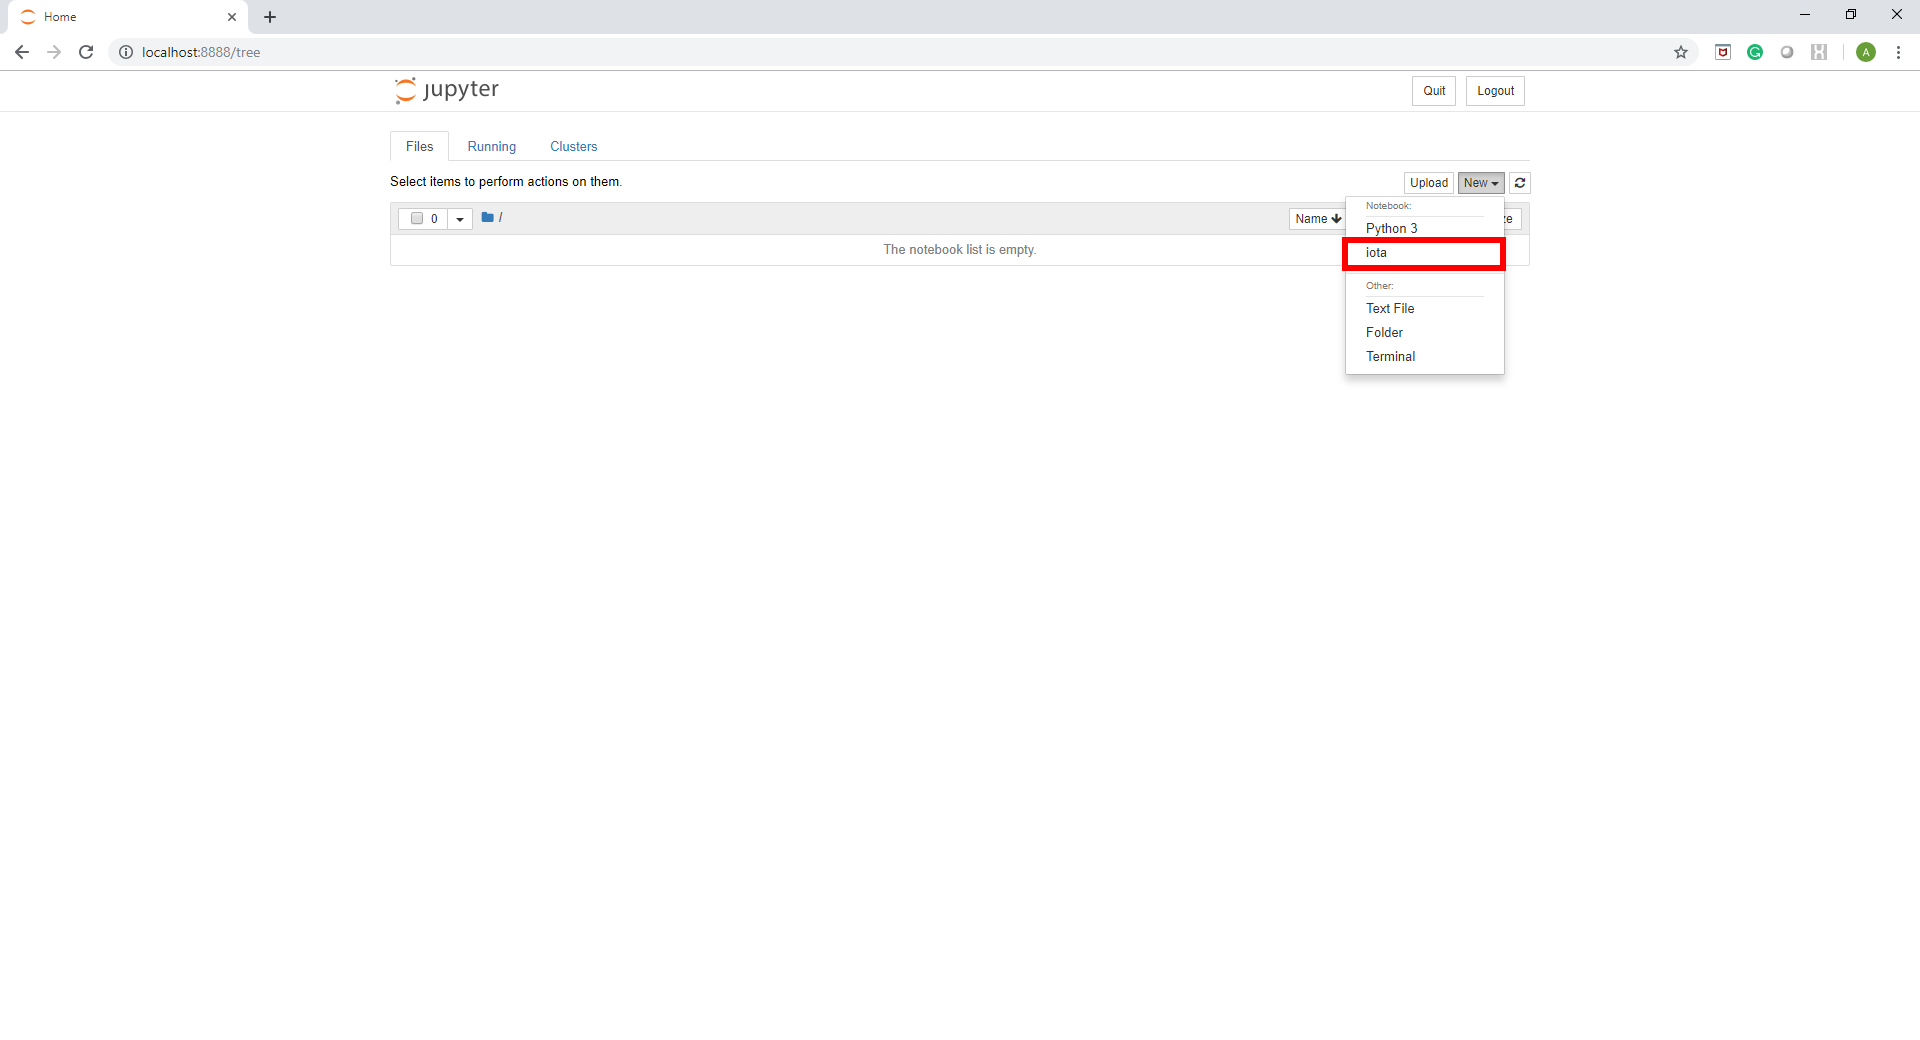 Home
localhost:8888/tree
A
jupyter
Quit
Logout
Files
Running
Clusters
Select items to perform actions on them.
Upload
New
0
/
Name
ze
Notebook:
Python 3
iota
The notebook list is empty.
Other:
Text File
Folder
Terminal